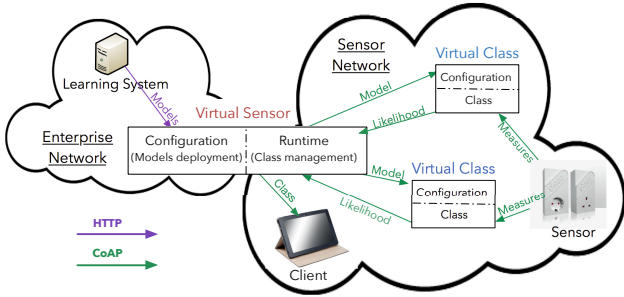 Sensor
Network
Virtual Class
Configuration
Class
Learning System
Models
Model
Likelihood
Virtual Sensor
Enterprise
Network
Configuration
(Models deployment)
Runtime
(Class management)
Measures
Virtual Class
Model
Configuration
Class
Class
Likelihood
Measures
Sensor
HTTP
CoAP
Client